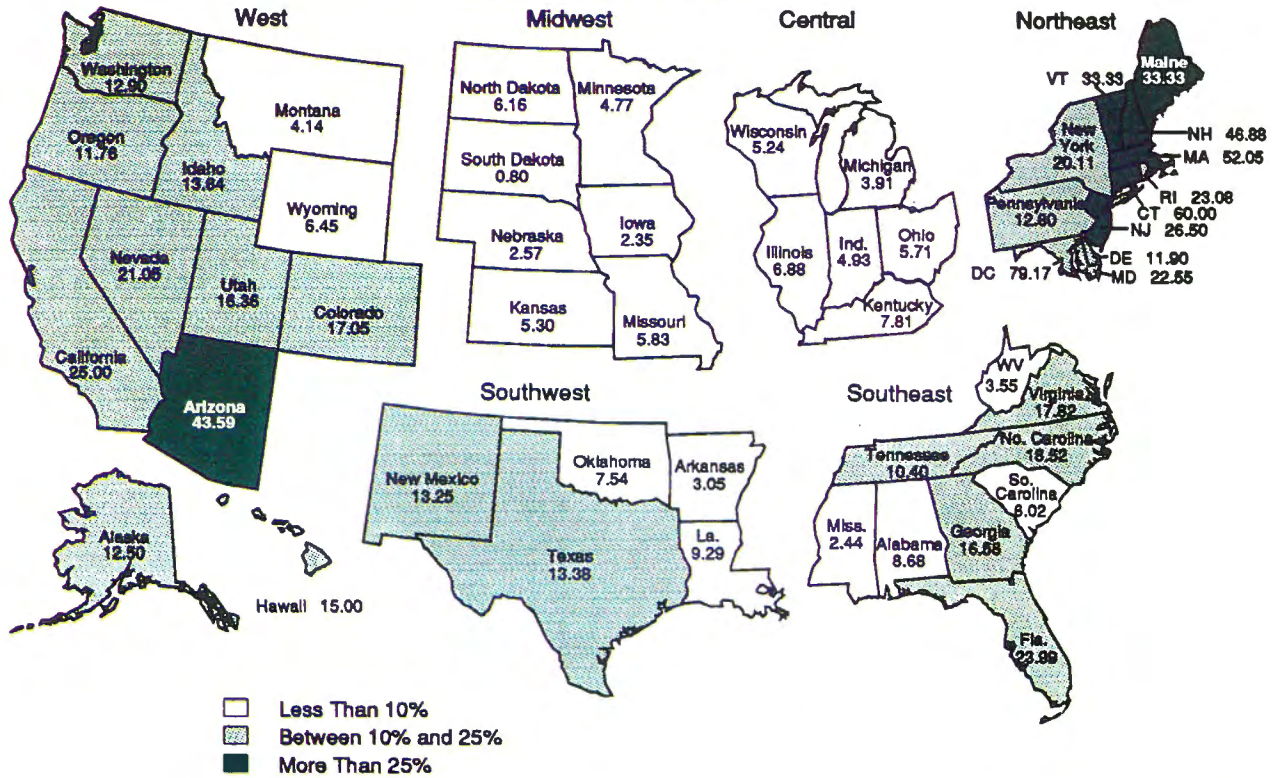 West
Washington
12.90
Oregon
11.76
Idaho
13.64
Montana
4.14
Wyoming
6.45
Nevada
21.05
Utah
16.36
Colorado
17.05
California
25.00
Arizona
43.59
Alaska
12.50
Hawaii 15.00
Midwest
North Dakota
6.16
Minnesota
4.77
South Dakota
0.80
Nebraska
2.57
Iowa
2.35
Kansas
5.30
Missouri
5.83
Central
Wisconsin
5.24
Michigan
3.91
Illinois
6.88
Ind.
4.93
Ohio
5.71
Kentucky
7.81
Northeast
Maine
33.33
VT 33.33
New
York
20.11
NH 46.88
MA 52.05
Pennsylvania
12.80
RI 23.08
CT 60.00
NJ 26.50
DE 11.90
MD 22.55
DC 79.17
Southwest
New Mexico
13.25
Oklahoma
7.54
Arkansas
3.05
Texas
13.38
La.
9.29
Southeast
WV
3.55
Virginia
17.82
No. Carolina
16.52
Tennessee
10.40
So.
Carolina
6.02
Miss.
2.44
Alabama
8.68
Georgia
16.58
Fla.
23.99
Less Than 10%
Between 10% and 25%
More Than 25%